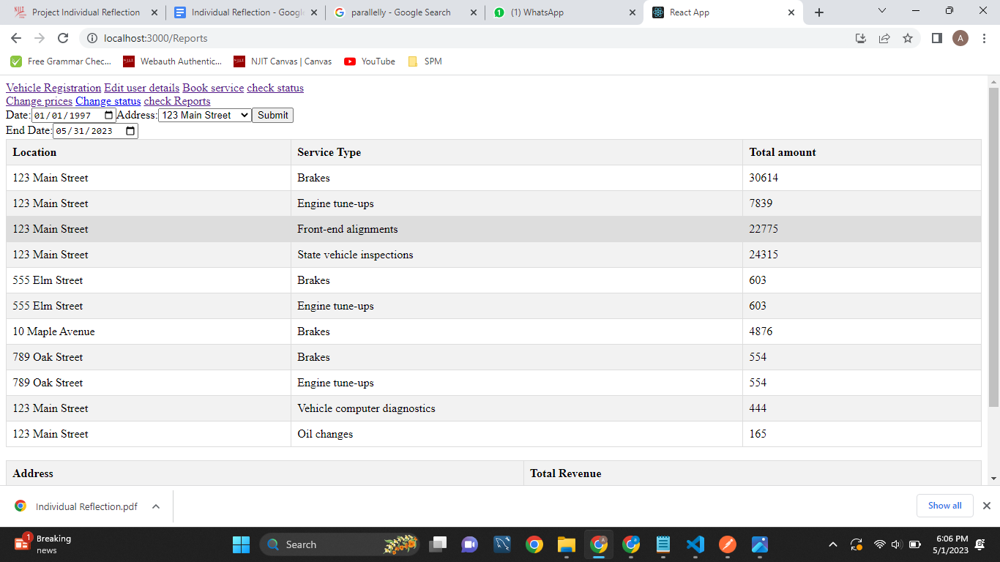 Project Individual Reflection
Individual Reflection - Googl
parallelly - Google Search
(1) WhatsApp
React App
localhost:3000/Reports
A
Free Grammar Chec...
Webauth Authentic...
NJIT Canvas | Canvas
YouTube
SPM
Vehicle Registration Edit user details Book service check status
Change prices Change status check Reports
Date: 01/01/1997 Address: 123 Main Street Submit
End Date: 05/31/2023
Location Service Type Total amount
123 Main Street Brakes 30614
123 Main Street Engine tune-ups 7839
123 Main Street Front-end alignments 22775
123 Main Street State vehicle inspections 24315
555 Elm Street Brakes 603
555 Elm Street Engine tune-ups 603
10 Maple Avenue Brakes 4876
789 Oak Street Brakes 554
789 Oak Street Engine tune-ups 554
123 Main Street Vehicle computer diagnostics 444
123 Main Street Oil changes 165
Address Total Revenue
Individual Reflection.pdf
Show all
1
Breaking
news
Search
6:06 PM
5/1/2023